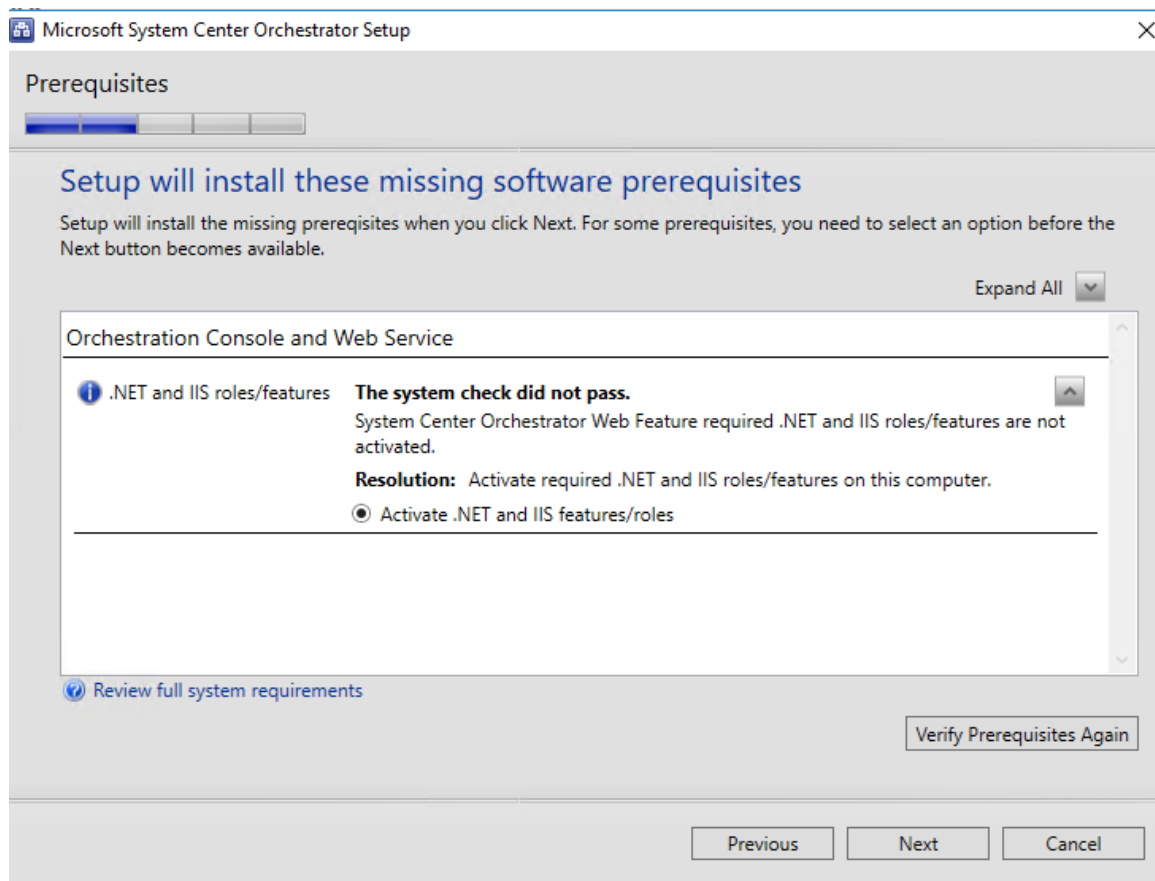 Microsoft System Center Orchestrator Setup
Prerequisites
Setup will install these missing software prerequisites
Setup will install the missing prereqisites when you click Next. For some prerequisites, you need to select an option before the
Next button becomes available.
Expand All
Orchestration Console and Web Service
.NET and IIS roles/features
The system check did not pass.
System Center Orchestrator Web Feature required .NET and IIS roles/features are not
activated.
Resolution: Activate required .NET and IIS roles/features on this computer.
Activate .NET and IIS features/roles
Review full system requirements
Verify Prerequisites Again
Previous
Next
Cancel